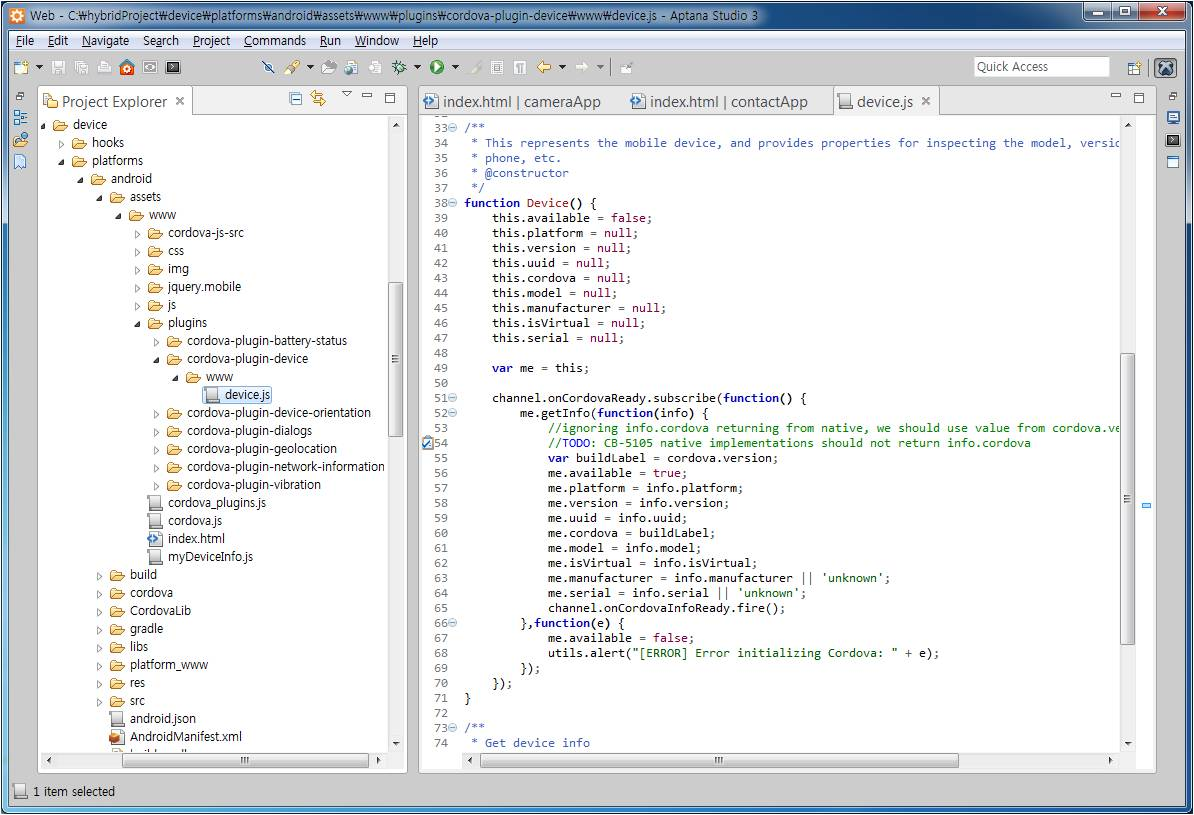 Web - C:₩hybridProject₩device₩platforms₩android₩assets₩www₩plugins₩cordova-plugin-device₩www₩device.js - Aptana Studio 3
File Edit Navigate Search Project Commands Run Window Help
Quick Access
Project Explorer
device
hooks
platforms
android
assets
www
cordova-js-src
css
img
jquery.mobile
js
plugins
cordova-plugin-battery-status
cordova-plugin-device
www
device.js
cordova-plugin-device-orientation
cordova-plugin-dialogs
cordova-plugin-geolocation
cordova-plugin-network-information
cordova-plugin-vibration
cordova_plugins.js
cordova.js
index.html
myDeviceInfo.js
build
cordova
CordovaLib
gradle
libs
platform_www
res
src
android.json
AndroidManifest.xml
index.html | cameraApp index.html | contactApp device.js
33 /**
34 * This represents the mobile device, and provides properties for inspecting the model, versic
35 * phone, etc.
36 * @constructor
37 */
38 function Device() {
39 this.available = false;
40 this.platform = null;
41 this.version = null;
42 this.uuid = null;
43 this.cordova = null;
44 this.model = null;
45 this.manufacturer = null;
46 this.isVirtual = null;
47 this.serial = null;
48
49 var me = this;
50
51 channel.onCordovaReady.subscribe(function() {
52 me.getInfo(function(info) {
53 //ignoring info.cordova returning from native, we should use value from cordova.ve
54 //TODO: CB-5105 native implementations should not return info.cordova
55 var buildLabel = cordova.version;
56 me.available = true;
57 me.platform = info.platform;
58 me.version = info.version;
59 me.uuid = info.uuid;
60 me.cordova = buildLabel;
61 me.model = info.model;
62 me.isVirtual = info.isVirtual;
63 me.manufacturer = info.manufacturer || 'unknown';
64 me.serial = info.serial || 'unknown';
65 channel.onCordovaInfoReady.fire();
66 },function(e) {
67 me.available = false;
68 utils.alert("[ERROR] Error initializing Cordova: " + e);
69 });
70 });
71 }
72
73 /**
74 * Get device info
1 item selected